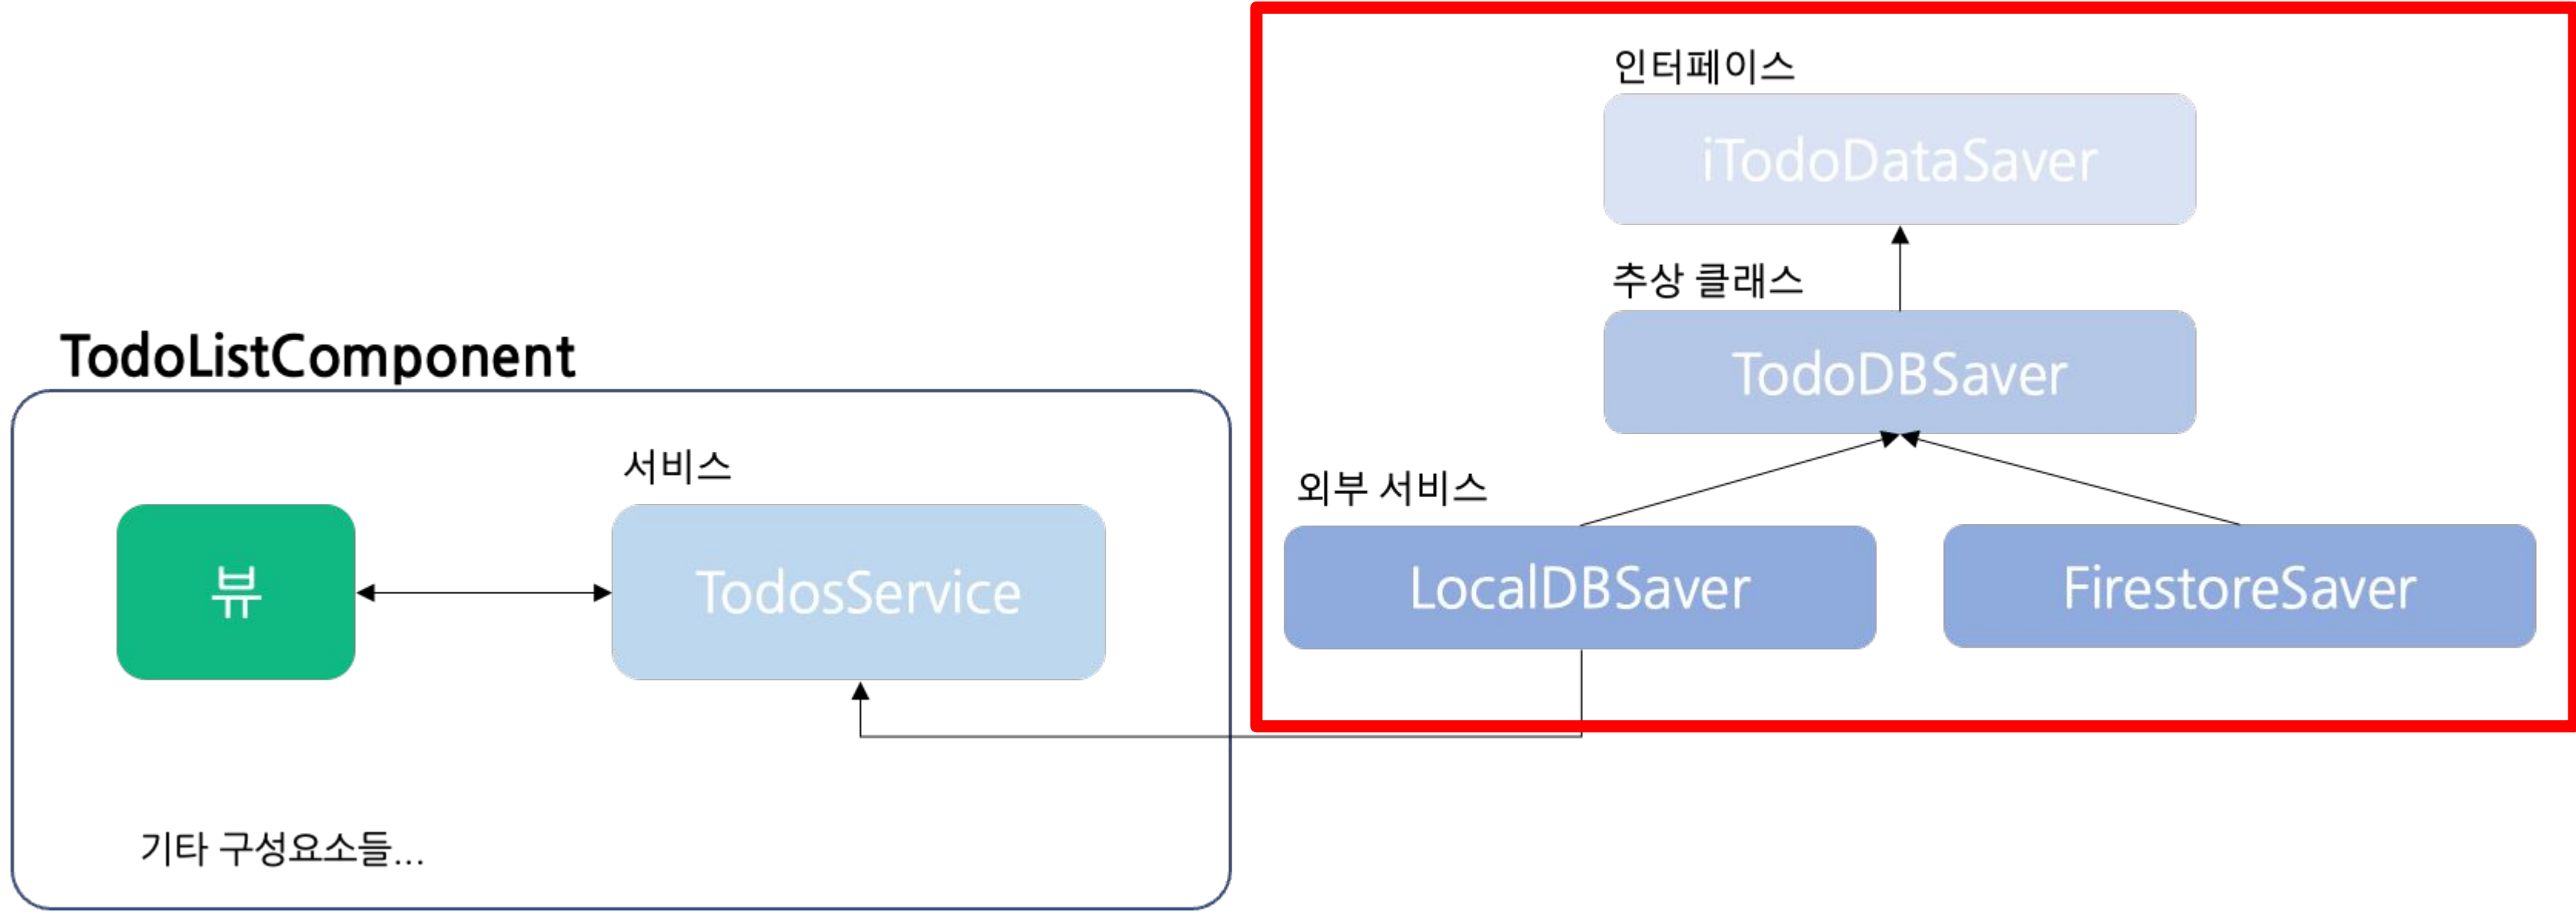 인터페이스
iTodoDataSaver
추상 클래스
TodoDBSaver
TodoListComponent
서비스
외부 서비스
뷰
TodosService
LocalDBSaver
FirestoreSaver
기타 구성요소들...